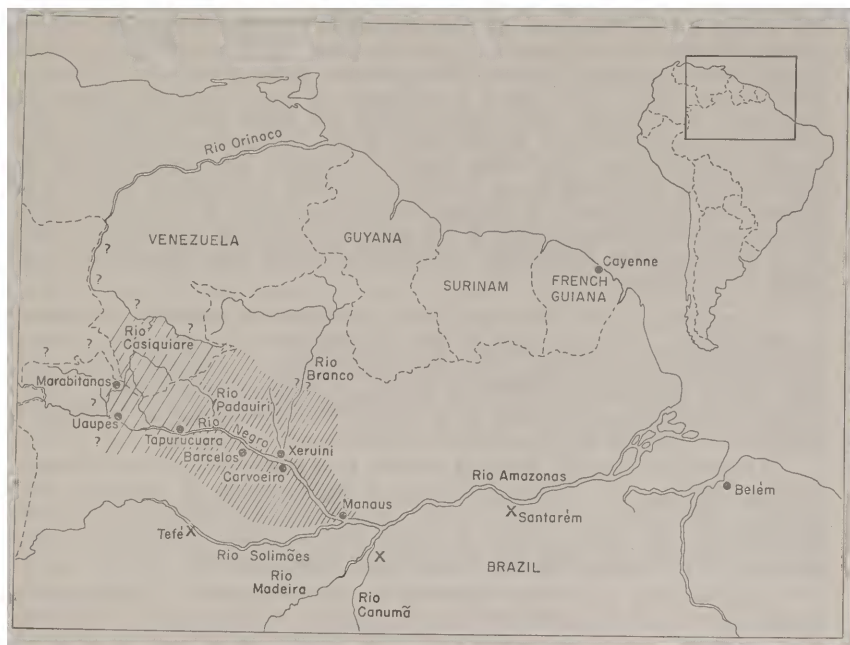 Rio Orinaco
VENEZUELA
GUYANA
SURINAM
FRENCH
GUIANA
Cayenne
?
?
?
?
?
?
?
?
?
?
Rio
Casiquiare
Marabitanas
Uaupes
Tapurucuara
Rio
Padauiri
Rio Negro
Rio
Branco
Barcelos
Xeruini
Carvoeiro
Manaus
Rio Amazonas
Belém
X Santarém
Tefé X
Rio Solimões
X
Rio
Madeira
Rio
Canumã
BRAZIL